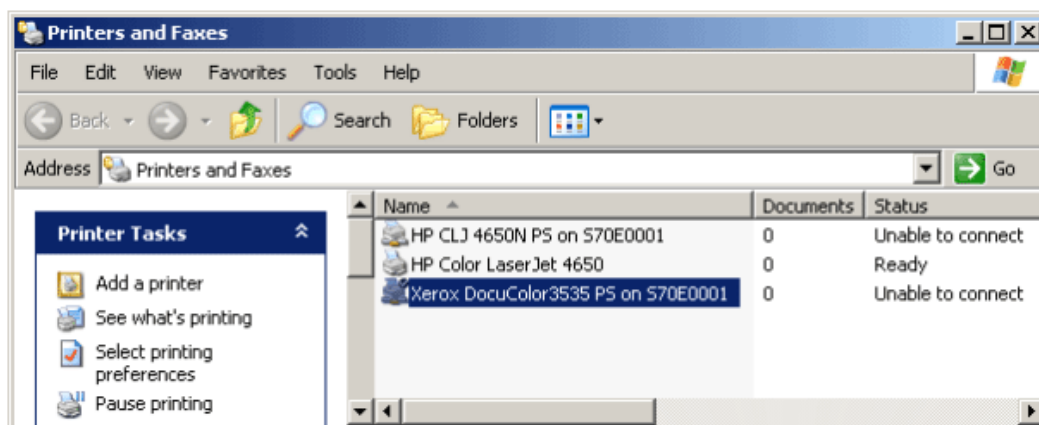 Printers and Faxes
File Edit View Favorites Tools Help
Back Search Folders
Address Printers and Faxes Go
Name Documents Status
Printer Tasks
HP CLJ 4650N PS on S70E0001 0 Unable to connect
HP Color LaserJet 4650 0 Ready
Xerox DocuColor3535 PS on S70E0001 0 Unable to connect
Add a printer
See what's printing
Select printing
preferences
Pause printing